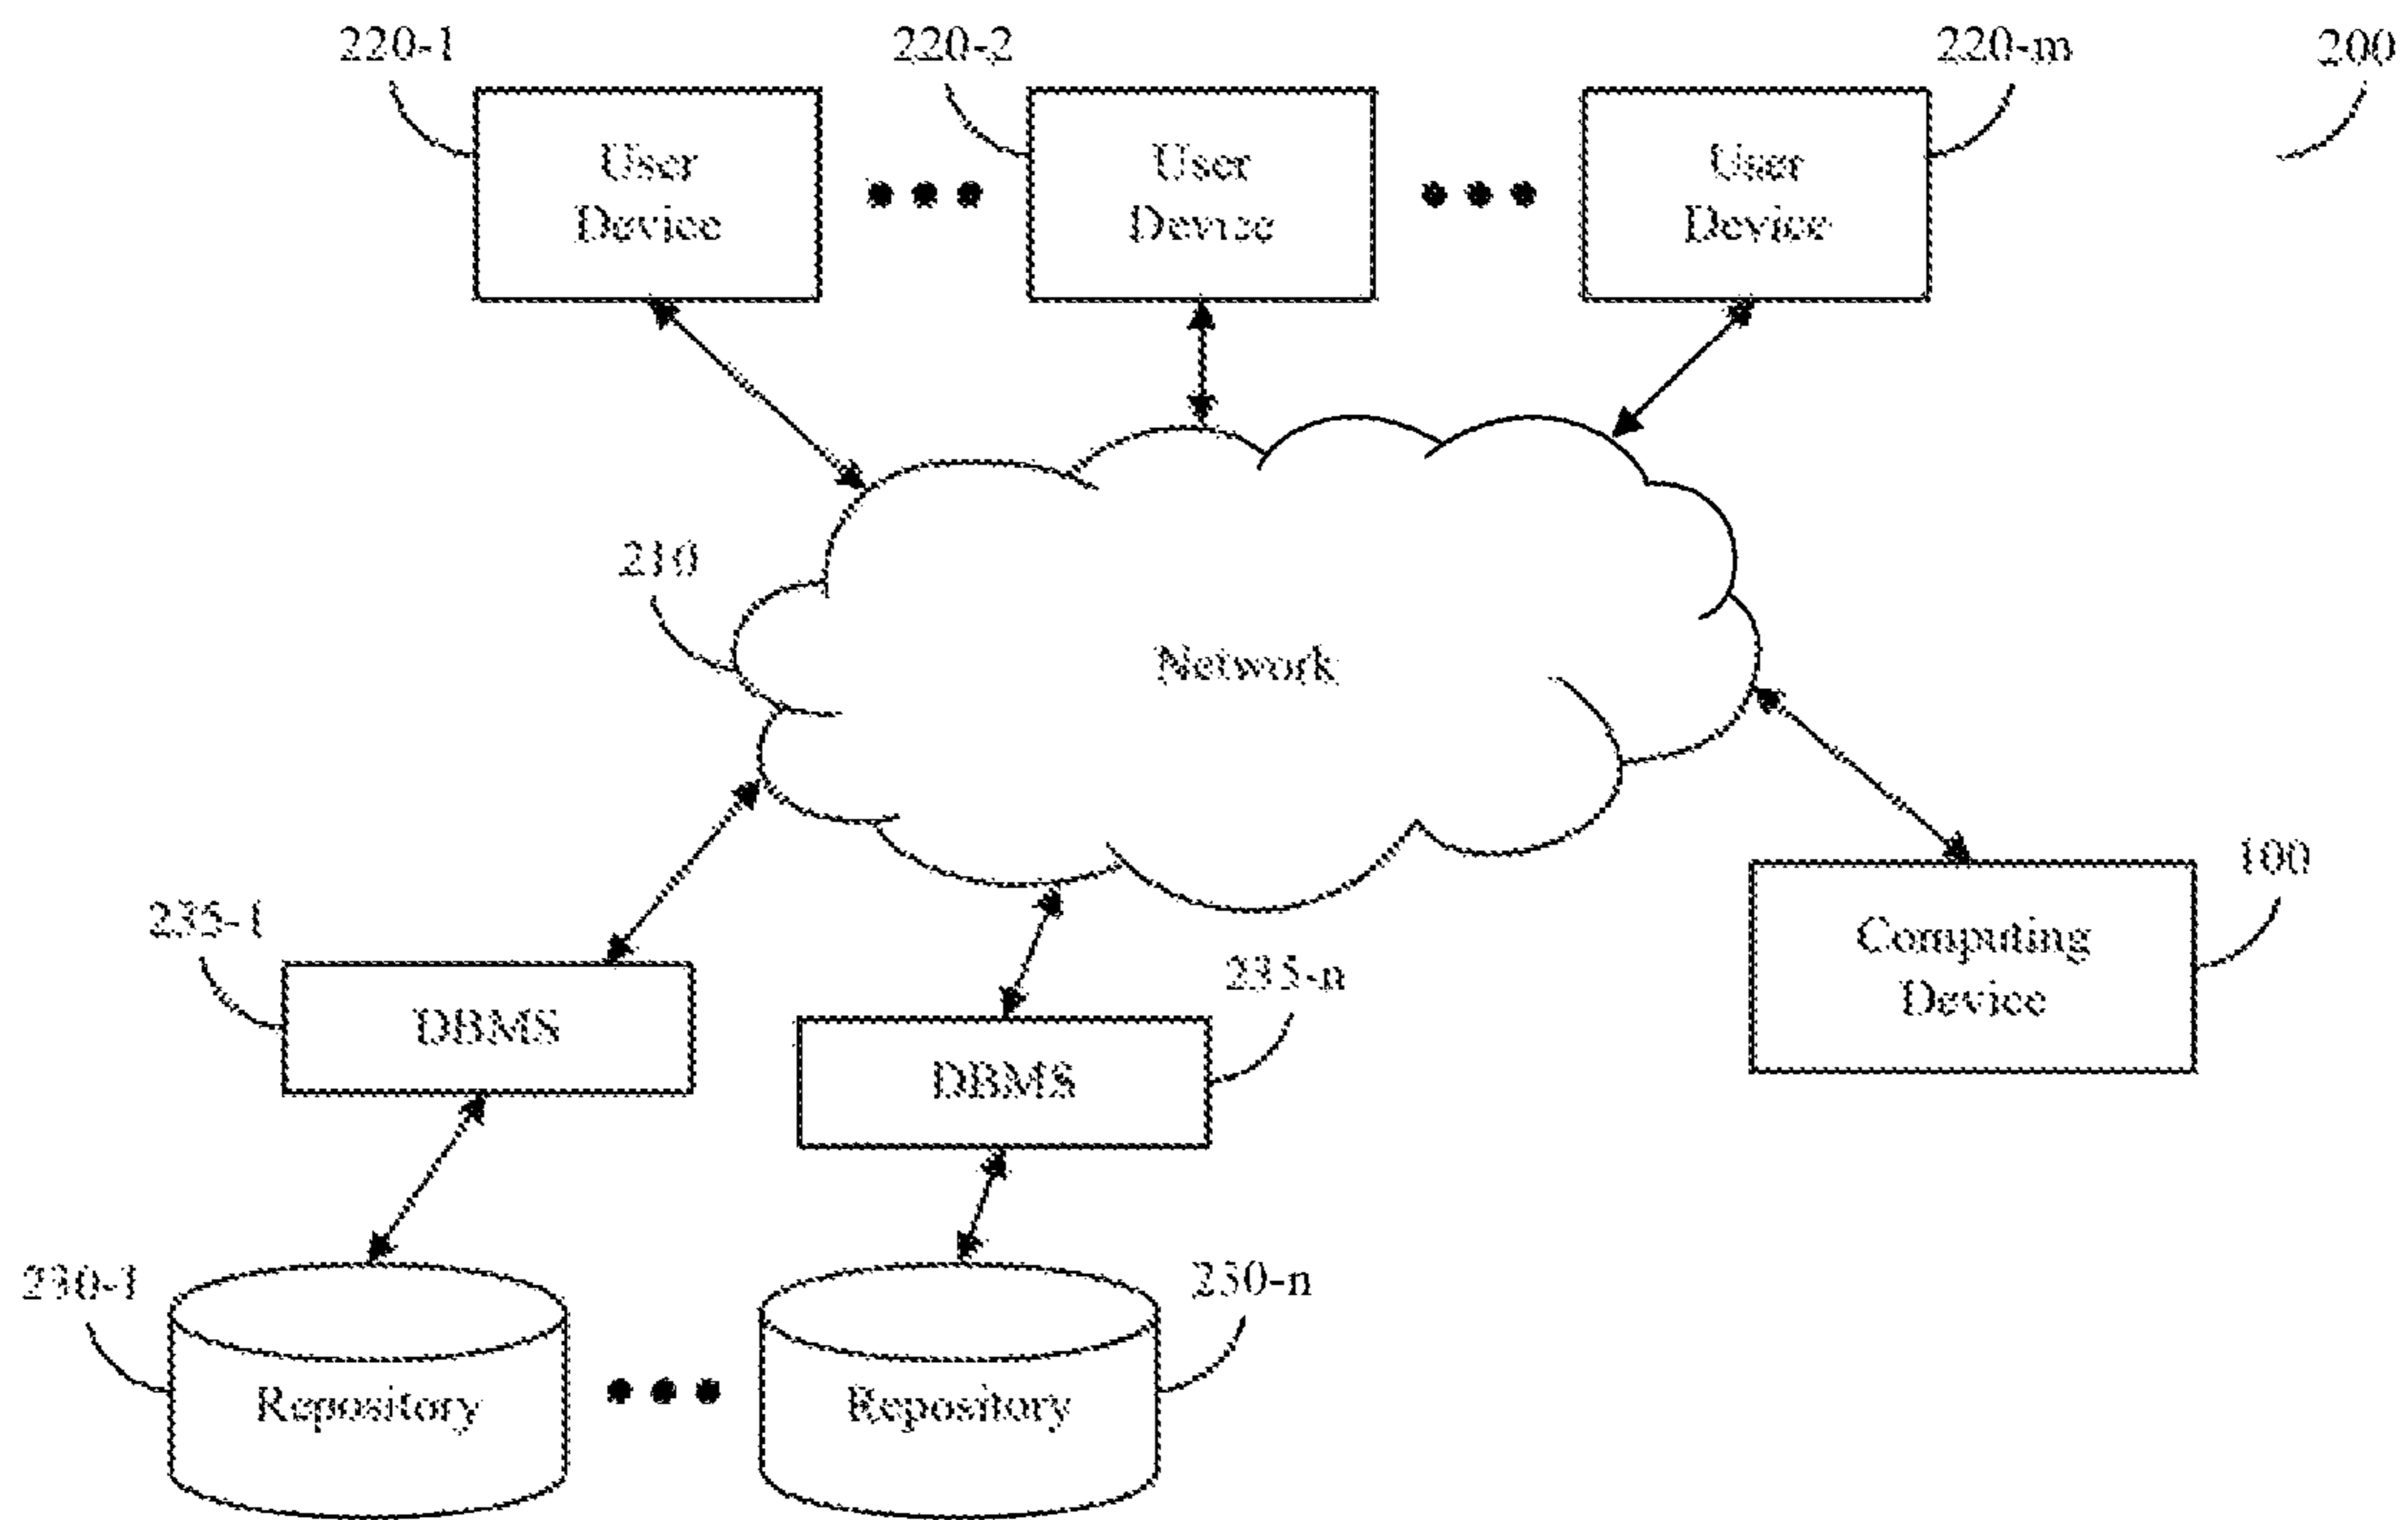 220-1
220-2
220-m
200
User
Device
User
Device
User
Device
210
Network
100
Computing
Device
235-1
DBMS
235-n
DBMS
230-1
Repository
230-n
Repository